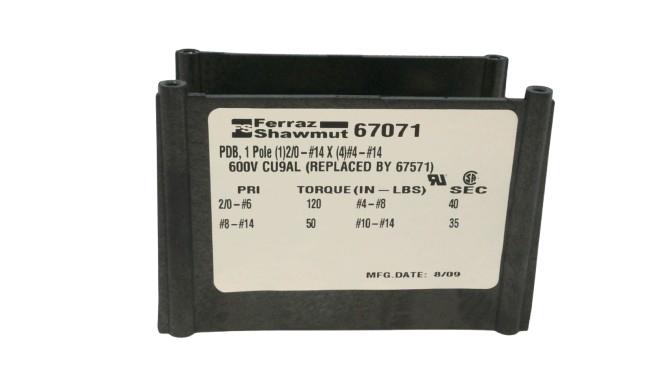 FS Ferraz
Shawmut 67071
PDB, 1 Pole (1)2/0-#14 X (4)#4-#14
600V CU9AL (REPLACED BY 67571)
PRI TORQUE (IN - LBS) SEC
2/0-#6 120 #4-#8 40
#8-#14 50 #10-#14 35
MFG.DATE: 8/09